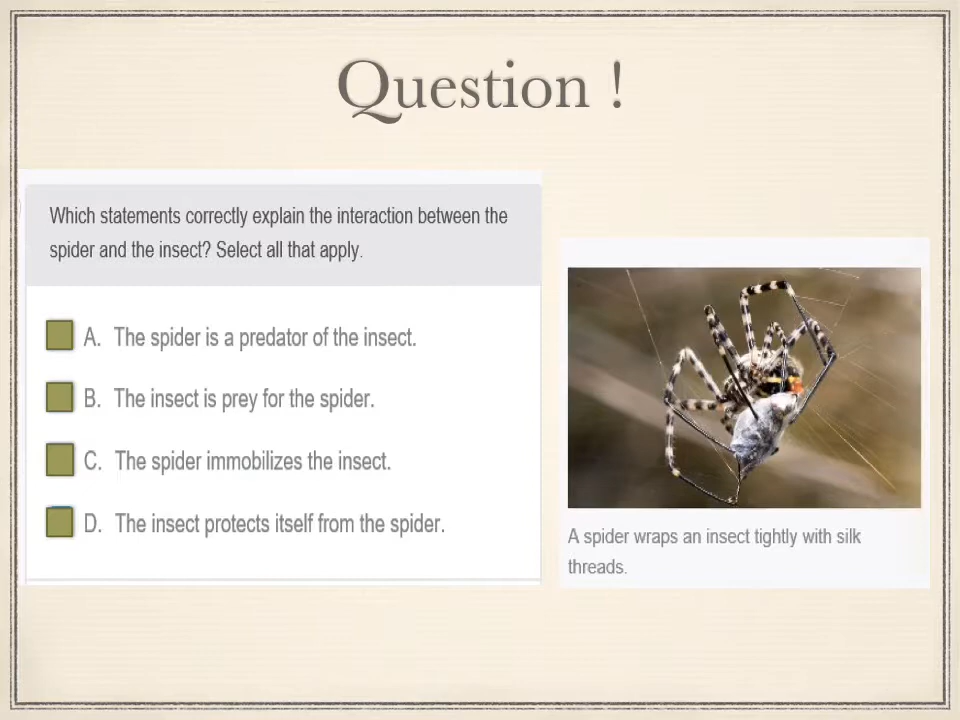 Question !
Which statements correctly explain the interaction between the
spider and the insect? Select all that apply.
A. The spider is a predator of the insect.
B. The insect is prey for the spider.
C. The spider immobilizes the insect.
D. The insect protects itself from the spider.
A spider wraps an insect tightly with silk
threads.